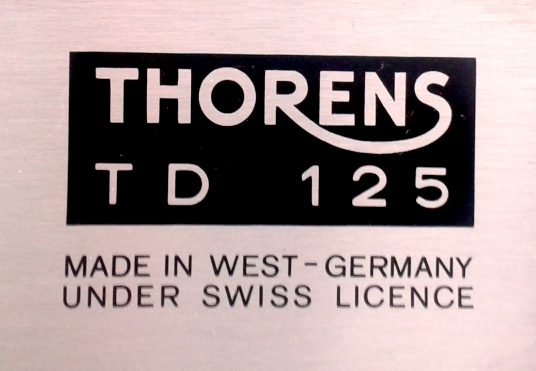 THORENS
TD 125
MADE IN WEST-GERMANY
UNDER SWISS LICENCE